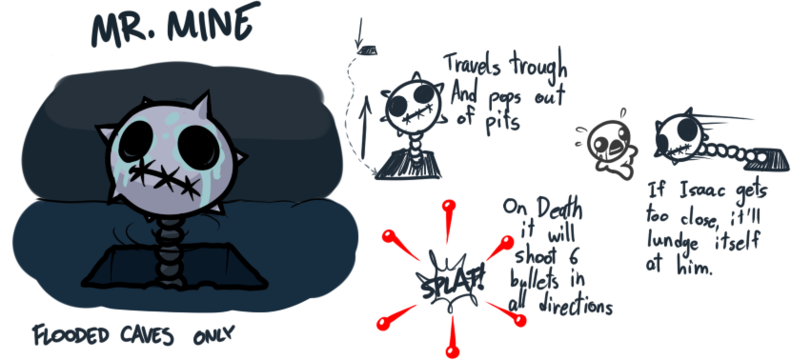 MR. MINE
Travels trough
And pops out
of pits
If Isaac gets
too close, it'll
lundge itself
at him.
On Death
it will
shoot 6
bullets in
all directions
SPLAT!
FLOODED CAVES ONLY